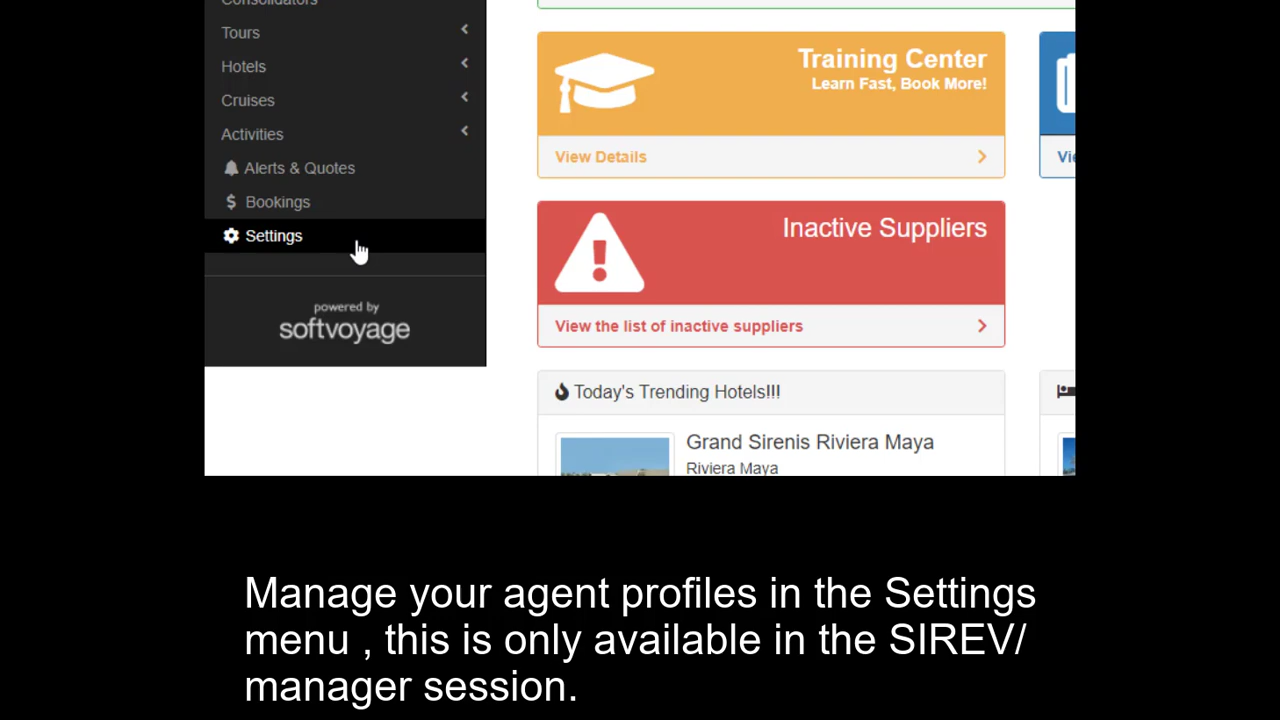 Consolidators
Tours
Hotels
Cruises
Activities
Alerts & Quotes
$ Bookings
Settings
powered by
softvoyage
Training Center
Learn Fast, Book More!
View Details
Inactive Suppliers
View the list of inactive suppliers
Today's Trending Hotels!!!
Grand Sirenis Riviera Maya
Riviera Maya
Manage your agent profiles in the Settings
menu , this is only available in the SIREV/
manager session.